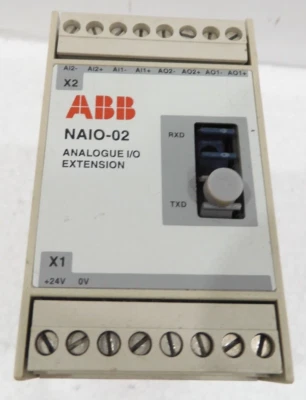 AI2- AI2+ AI1- AI1+ AO2- AO2+ AO1- AO1+
X2
ABB
NAIO-02
ANALOGUE I/O
EXTENSION
RXD
TXD
X1
+24V 0V